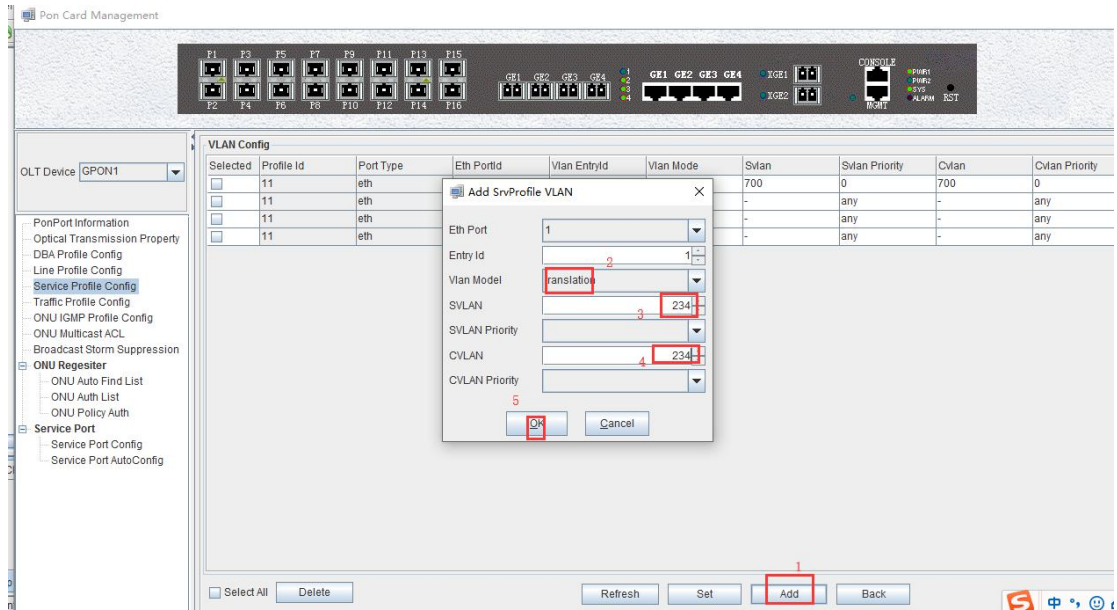 Pon Card Management
P1 P3 P5 P7 P9 P11 P13 P15
P2 P4 P6 P8 P10 P12 P14 P16
GE1 GE2 GE3 GE4
1
2
3
4
GE1 GE2 GE3 GE4
XGE1
XGE2
CONSOLE
MGMT
PWR1
PWR2
SYS
ALARM
RST
OLT Device GPON1
PonPort Information
Optical Transmission Property
DBA Profile Config
Line Profile Config
Service Profile Config
Traffic Profile Config
ONU IGMP Profile Config
ONU Multicast ACL
Broadcast Storm Suppression
ONU Regesiter
ONU Auto Find List
ONU Auth List
ONU Policy Auth
Service Port
Service Port Config
Service Port AutoConfig
VLAN Config
Selected Profile Id Port Type Eth PortId Vlan EntryId Vlan Mode Svlan Svlan Priority Cvlan Cvlan Priority
11 eth 700 0 700 0
11 eth - any - any
11 eth - any - any
11 eth - any - any
Add SrvProfile VLAN
Eth Port 1
Entry Id 1
2
Vlan Model translation
SVLAN 234
3
SVLAN Priority
CVLAN 234
4
CVLAN Priority
5
OK Cancel
1
Select All Delete Refresh Set Add Back
S 中